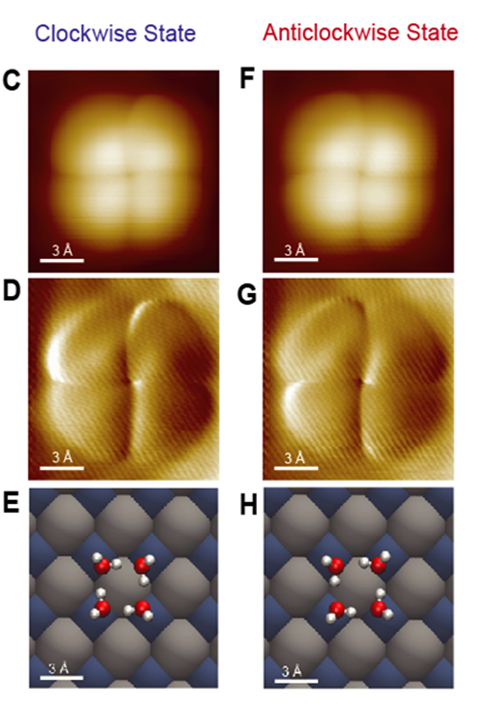 Clockwise State
Anticlockwise State
C
F
3 Å
3 Å
D
G
3 Å
3 Å
E
H
3 Å
3 Å